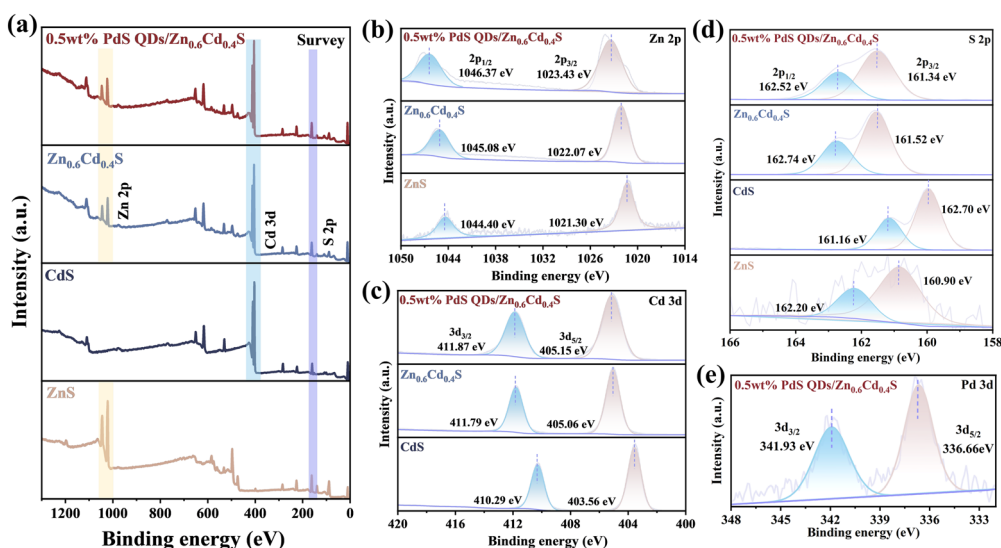 (a)
0.5wt% PdS QDs/Zn0.6Cd0.4S Survey
Zn0.6Cd0.4S
Zn 2p
Cd 3d
S 2p
CdS
ZnS
Intensity (a.u.)
1200 1000 800 600 400 200 0
Binding energy (eV)
(b)
0.5wt% PdS QDs/Zn0.6Cd0.4S Zn 2p
2p1/2 2p3/2
1046.37 eV 1023.43 eV
Zn0.6Cd0.4S
1045.08 eV 1022.07 eV
ZnS
1044.40 eV 1021.30 eV
Intensity (a.u.)
1050 1044 1038 1032 1026 1020 1014
Binding energy (eV)
(c)
0.5wt% PdS QDs/Zn0.6Cd0.4S Cd 3d
3d3/2 3d5/2
411.87 eV 405.15 eV
Zn0.6Cd0.4S
411.79 eV 405.06 eV
CdS
410.29 eV 403.56 eV
Intensity (a.u.)
420 416 412 408 404 400
Binding energy (eV)
(d)
0.5wt% PdS QDs/Zn0.6Cd0.4S S 2p
2p1/2 2p3/2
162.52 eV 161.34 eV
Zn0.6Cd0.4S
162.74 eV 161.52 eV
CdS
162.70 eV
161.16 eV
ZnS
160.90 eV
162.20 eV
Intensity (a.u.)
166 164 162 160 158
Binding energy (eV)
(e)
0.5wt% PdS QDs/Zn0.6Cd0.4S Pd 3d
3d3/2 3d5/2
341.93 eV 336.66eV
Intensity (a.u.)
348 345 342 339 336 333
Binding energy (eV)